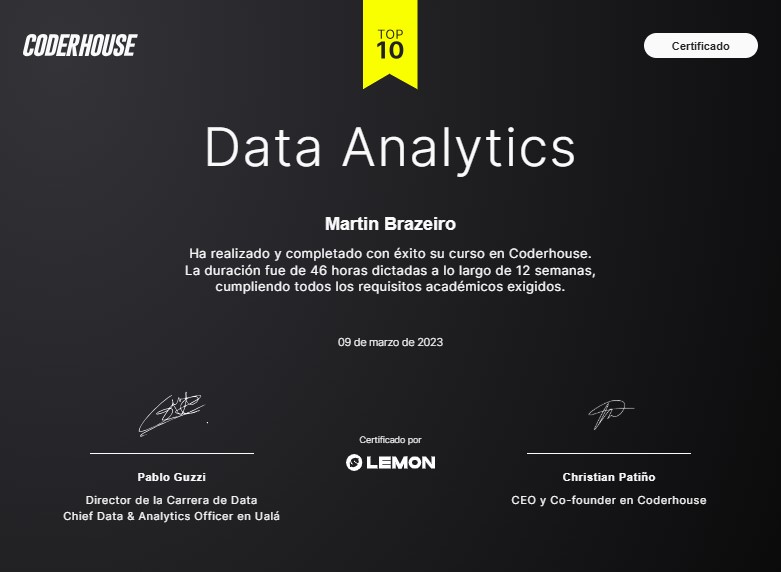 CODERHOUSE
TOP
10
Certificado
Data Analytics
Martin Brazeiro
Ha realizado y completado con éxito su curso en Coderhouse.
La duración fue de 46 horas dictadas a lo largo de 12 semanas,
cumpliendo todos los requisitos académicos exigidos.
09 de marzo de 2023
Pablo Guzzi
Director de la Carrera de Data
Chief Data & Analytics Officer en Ualá
Certificado por
LEMON
Christian Patiño
CEO y Co-founder en Coderhouse